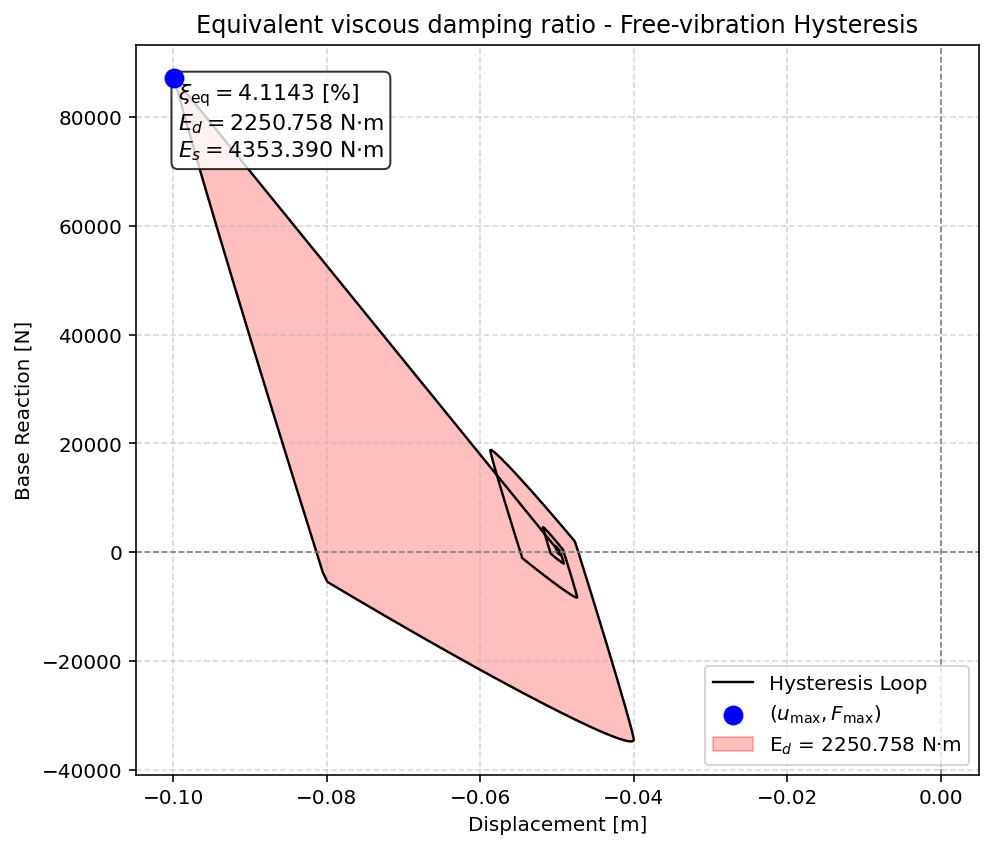 Equivalent viscous damping ratio - Free-vibration Hysteresis
ξeq = 4.1143 [%]
Ed = 2250.758 N·m
Es = 4353.390 N·m
Base Reaction [N]
80000
60000
40000
20000
0
−20000
−40000
Hysteresis Loop
(umax, Fmax)
Ed = 2250.758 N·m
−0.10 −0.08 −0.06 −0.04 −0.02 0.00
Displacement [m]